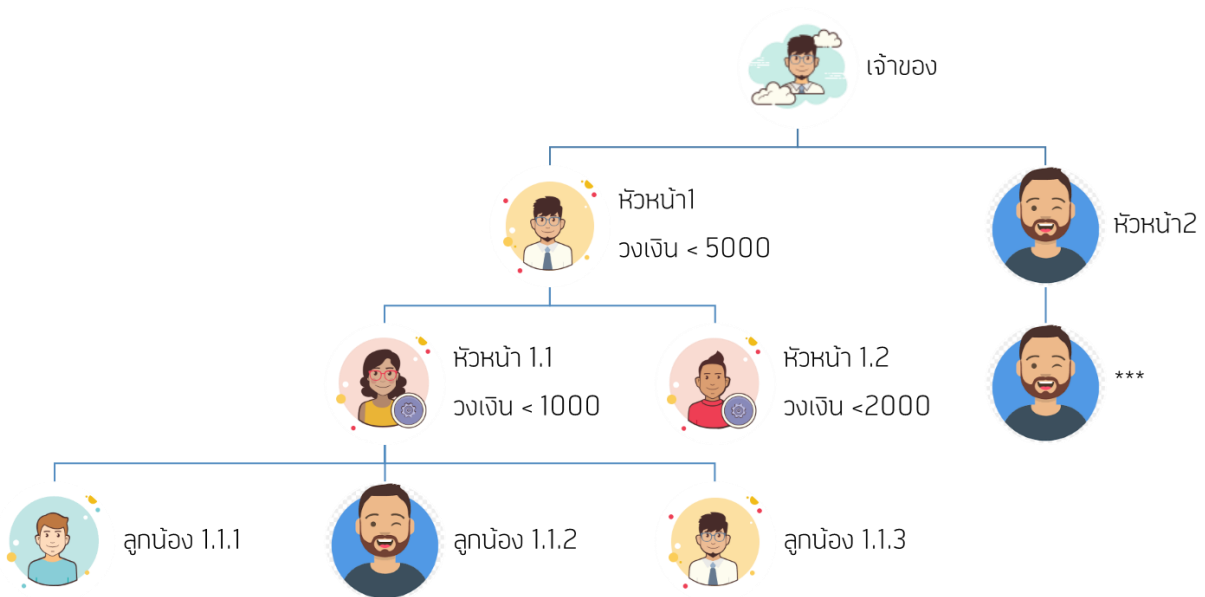 เจ้าของ
หัวหน้า1
วงเงิน < 5000
หัวหน้า2
หัวหน้า 1.1
วงเงิน < 1000
หัวหน้า 1.2
วงเงิน <2000
***
ลูกน้อง 1.1.1
ลูกน้อง 1.1.2
ลูกน้อง 1.1.3